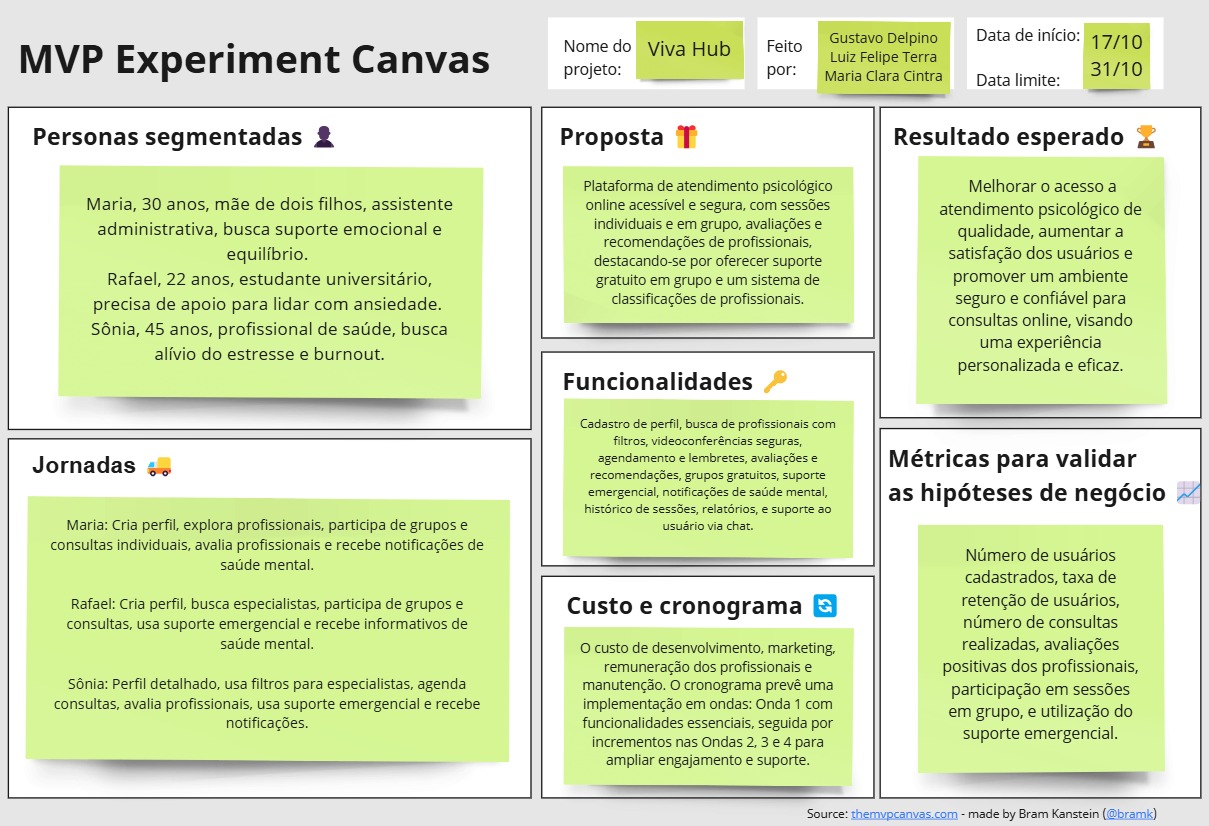 MVP Experiment Canvas
Nome do
projeto:
Viva Hub
Feito
por:
Gustavo Delpino
Luiz Felipe Terra
Maria Clara Cintra
Data de início:
17/10
Data limite:
31/10
Personas segmentadas
Maria, 30 anos, mãe de dois filhos, assistente
administrativa, busca suporte emocional e
equilíbrio.
Rafael, 22 anos, estudante universitário,
precisa de apoio para lidar com ansiedade.
Sônia, 45 anos, profissional de saúde, busca
alívio do estresse e burnout.
Jornadas
Maria: Cria perfil, explora profissionais, participa de grupos e
consultas individuais, avalia profissionais e recebe notificações de
saúde mental.
Rafael: Cria perfil, busca especialistas, participa de grupos e
consultas, usa suporte emergencial e recebe informativos de
saúde mental.
Sônia: Perfil detalhado, usa filtros para especialistas, agenda
consultas, avalia profissionais, usa suporte emergencial e recebe
notificações.
Proposta
Plataforma de atendimento psicológico
online acessível e segura, com sessões
individuais e em grupo, avaliações e
recomendações de profissionais,
destacando-se por oferecer suporte
gratuito em grupo e um sistema de
classificações de profissionais.
Funcionalidades
Cadastro de perfil, busca de profissionais com
filtros, videoconferências seguras,
agendamento e lembretes, avaliações e
recomendações, grupos gratuitos, suporte
emergencial, notificações de saúde mental,
histórico de sessões, relatórios, e suporte ao
usuário via chat.
Custo e cronograma
O custo de desenvolvimento, marketing,
remuneração dos profissionais e
manutenção. O cronograma prevê uma
implementação em ondas: Onda 1 com
funcionalidades essenciais, seguida por
incrementos nas Ondas 2, 3 e 4 para
ampliar engajamento e suporte.
Resultado esperado
Melhorar o acesso a
atendimento psicológico de
qualidade, aumentar a
satisfação dos usuários e
promover um ambiente
seguro e confiável para
consultas online, visando
uma experiência
personalizada e eficaz.
Métricas para validar
as hipóteses de negócio
Número de usuários
cadastrados, taxa de
retenção de usuários,
número de consultas
realizadas, avaliações
positivas dos profissionais,
participação em sessões
em grupo, e utilização do
suporte emergencial.
Source: themvpcanvas.com - made by Bram Kanstein (@bramk)